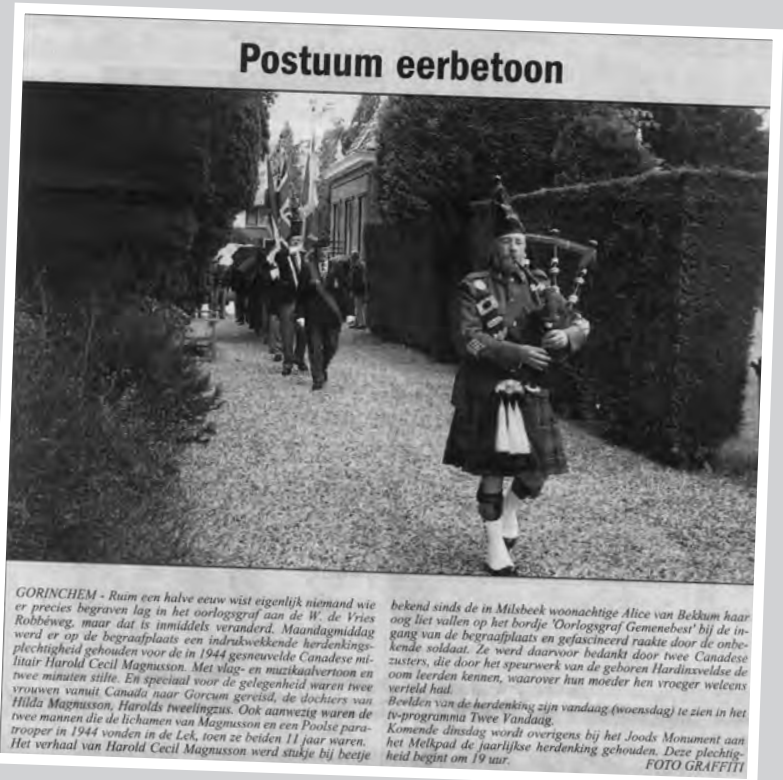 Postuum eerbetoon
GORINCHEM - Ruim een halve eeuw wist eigenlijk niemand wie
er precies begraven lag in het oorlogsgraf aan de W. de Vries
Robbéweg, maar dat is inmiddels veranderd. Maandagmiddag
werd er op de begraafplaats een indrukwekkende herdenkings-
plechtigheid gehouden voor de in 1944 gesneuvelde Canadese mi-
litair Harold Cecil Magnusson. Met vlag- en muzikaalvertoon en
twee minuten stilte. En speciaal voor de gelegenheid waren twee
vrouwen vanuit Canada naar Gorcum gereisd, de dochters van
Hilda Magnusson, Harolds tweelingzus. Ook aanwezig waren de
twee mannen die de lichamen van Magnusson en een Poolse para-
trooper in 1944 vonden in de Lek, toen ze beiden 11 jaar waren.
Het verhaal van Harold Cecil Magnusson werd stukje bij beetje
bekend sinds de in Milsbeek woonachtige Alice van Bekkum haar
oog liet vallen op het bordje 'Oorlogsgraf Gemenebest' bij de in-
gang van de begraafplaats en gefascineerd raakte door de onbe-
kende soldaat. Ze werd daarvoor bedankt door twee Canadese
zusters, die door het speurwerk van de geboren Hardinxveldse de
oom leerden kennen, waarover hun moeder hen vroeger weleens
verteld had.
Beelden van de herdenking zijn vandaag (woensdag) te zien in het
tv-programma Twee Vandaag.
Komende dinsdag wordt overigens bij het Joods Monument aan
het Melkpad de jaarlijkse herdenking gehouden. Deze plechtig-
heid begint om 19 uur.
FOTO GRAFFITI